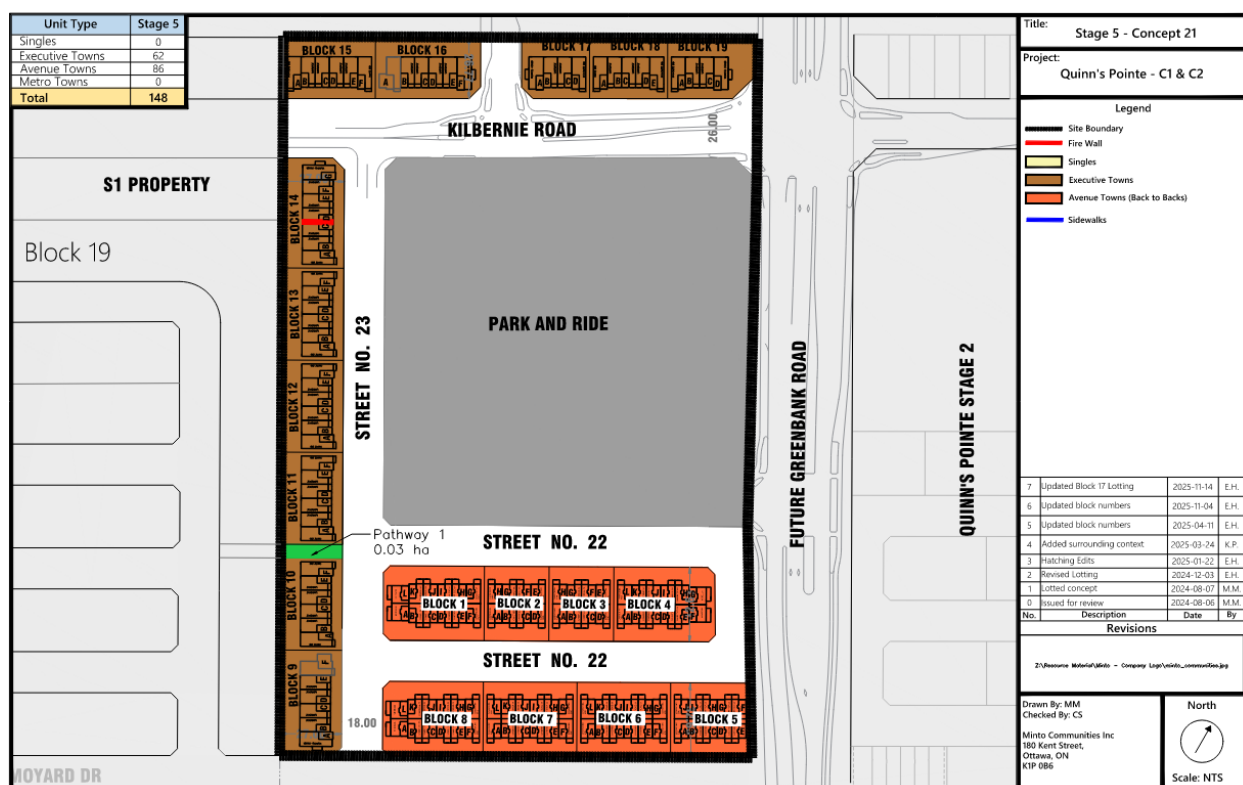 Unit Type Stage 5
Singles 0
Executive Towns 62
Avenue Towns 86
Metro Towns 0
Total 148
BLOCK 15
BLOCK 16
BLOCK 17
BLOCK 18
BLOCK 19
KILBERNIE ROAD
26.00
S1 PROPERTY
Block 19
BLOCK 14
BLOCK 13
BLOCK 12
BLOCK 11
BLOCK 10
BLOCK 9
STREET NO. 23
PARK AND RIDE
FUTURE GREENBANK ROAD
QUINN'S POINTE STAGE 2
Pathway 1
0.03 ha
STREET NO. 22
BLOCK 1
BLOCK 2
BLOCK 3
BLOCK 4
STREET NO. 22
18.00
BLOCK 8
BLOCK 7
BLOCK 6
BLOCK 5
MOYARD DR
Title:
Stage 5 - Concept 21
Project:
Quinn's Pointe - C1 & C2
Legend
Site Boundary
Fire Wall
Singles
Executive Towns
Avenue Towns (Back to Backs)
Sidewalks
7 Updated Block 17 Lotting 2025-11-14 E.H.
6 Updated block numbers 2025-11-04 E.H.
5 Updated block numbers 2025-04-11 E.H.
4 Added surrounding context 2025-03-24 K.P.
3 Hatching Edits 2025-01-22 E.H.
2 Revised Lotting 2024-12-03 E.H.
1 Lotted concept 2024-08-07 M.M.
0 Issued for review 2024-08-06 M.M.
No. Description Date By
Revisions
Z:\Resource Material\Minto - Company Logo\minto_communities.jpg
Drawn By: MM
Checked By: CS
Minto Communities Inc
180 Kent Street,
Ottawa, ON
K1P 0B6
North
Scale: NTS